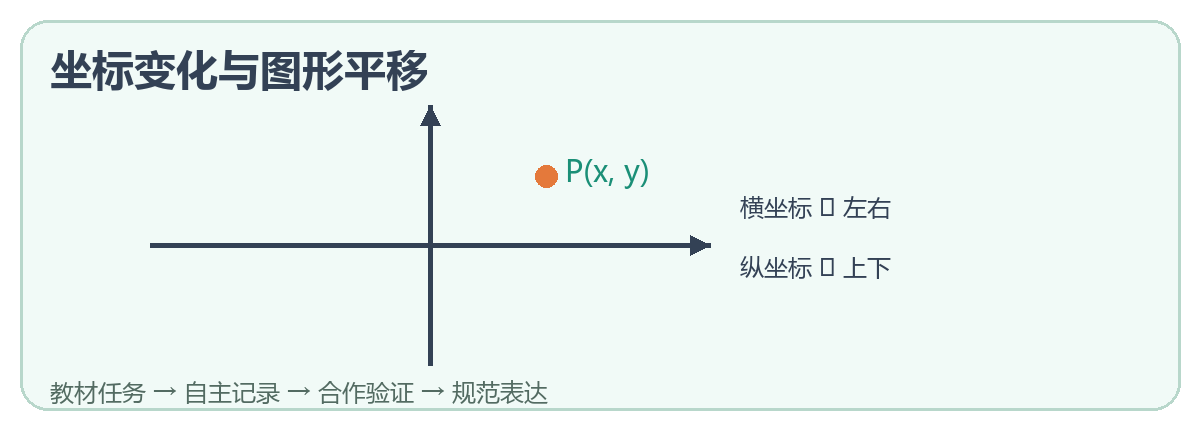 坐标变化与图形平移
P(x, y)
横坐标 ▯ 左右
纵坐标 ▯ 上下
教材任务 → 自主记录 → 合作验证 → 规范表达